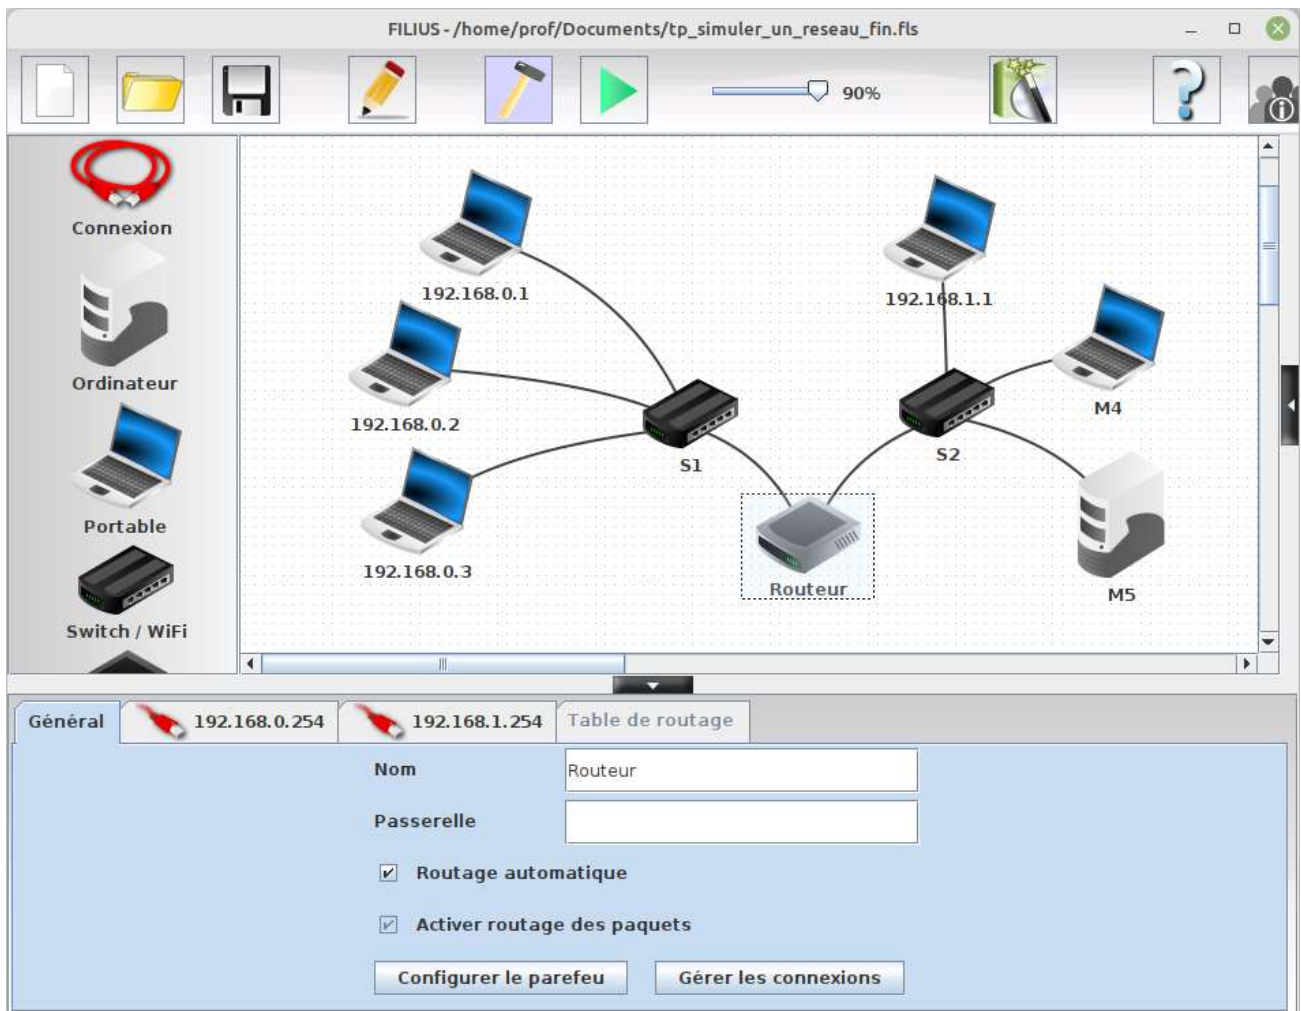 FILIUS - /home/prof/Documents/tp_simuler_un_reseau_fin.fls
90%
Connexion
Ordinateur
Portable
Switch / WiFi
192.168.0.1
192.168.1.1
192.168.0.2
M4
S1
S2
192.168.0.3
Routeur
M5
Général
192.168.0.254
192.168.1.254
Table de routage
Nom
Routeur
Passerelle
Routage automatique
Activer routage des paquets
Configurer le parefeu
Gérer les connexions